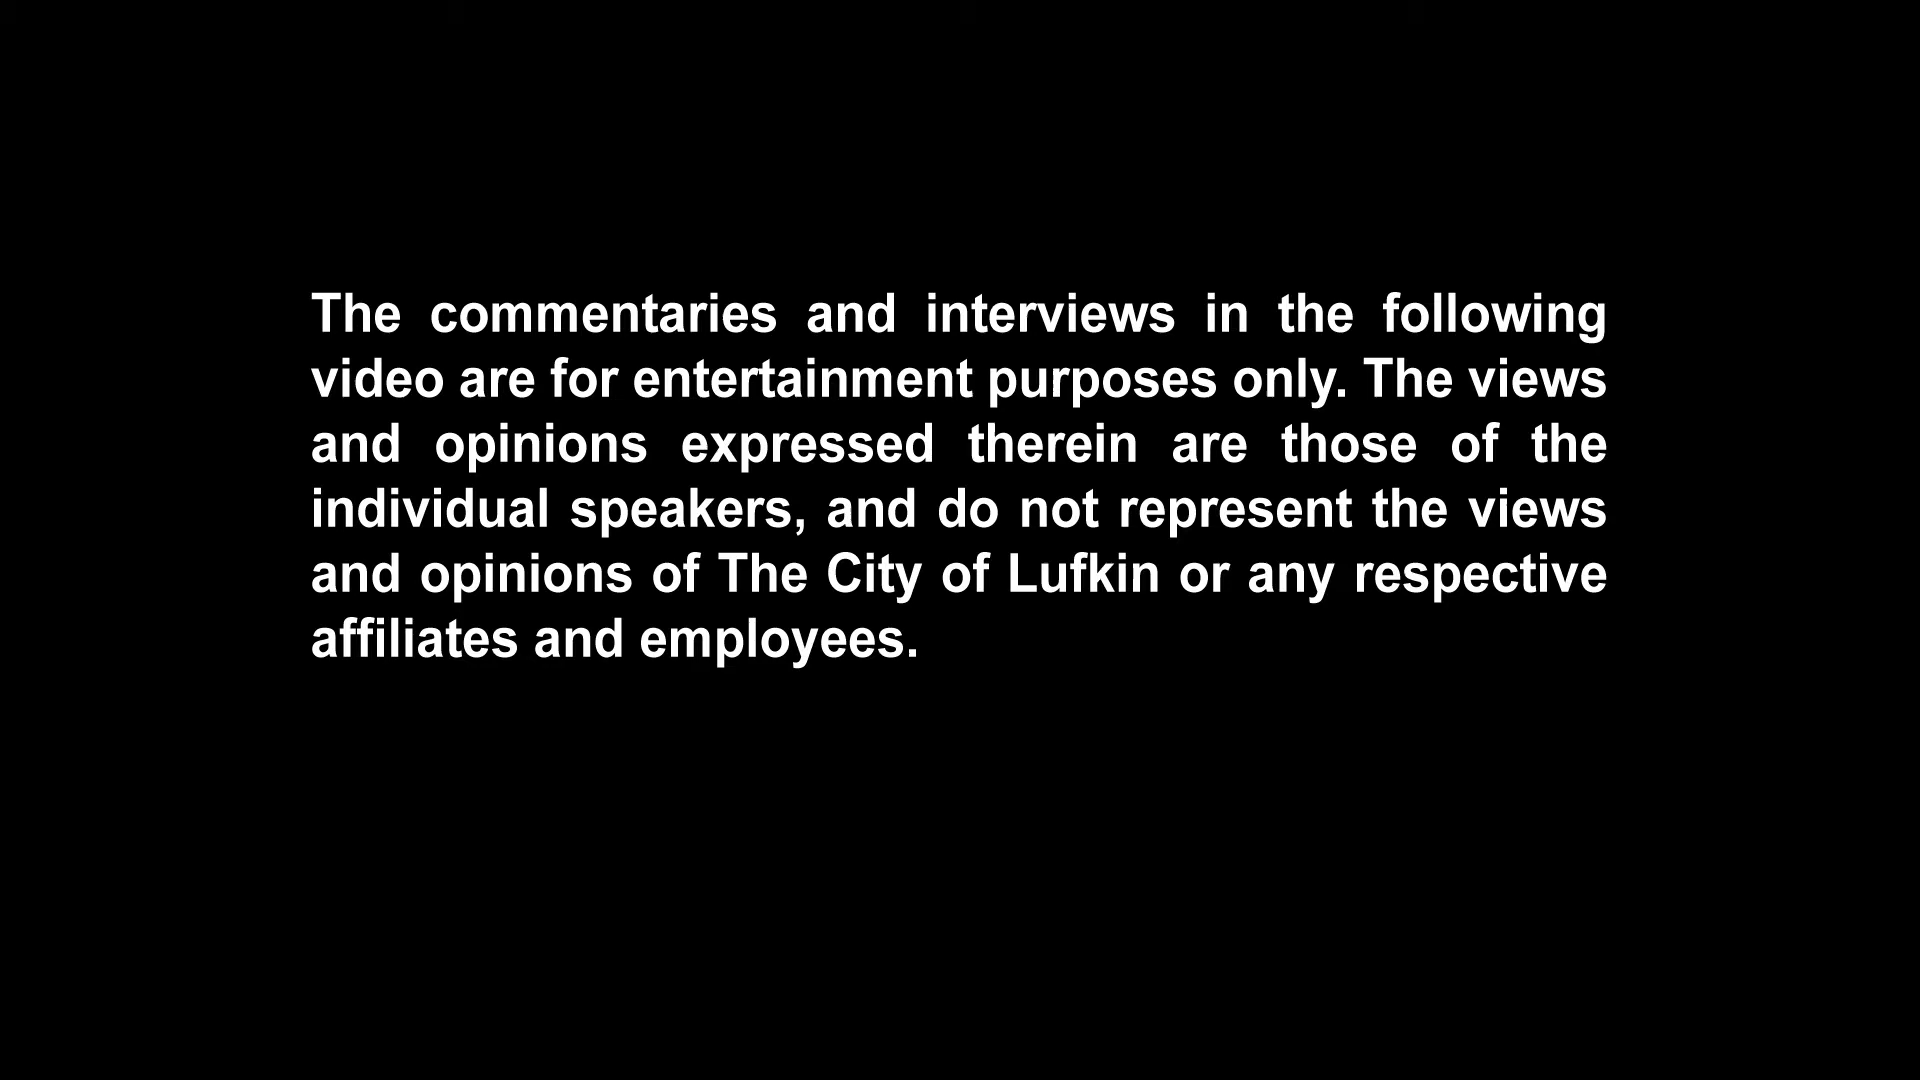 The commentaries and interviews in the following
video are for entertainment purposes only. The views
and opinions expressed therein are those of the
individual speakers, and do not represent the views
and opinions of The City of Lufkin or any respective
affiliates and employees.